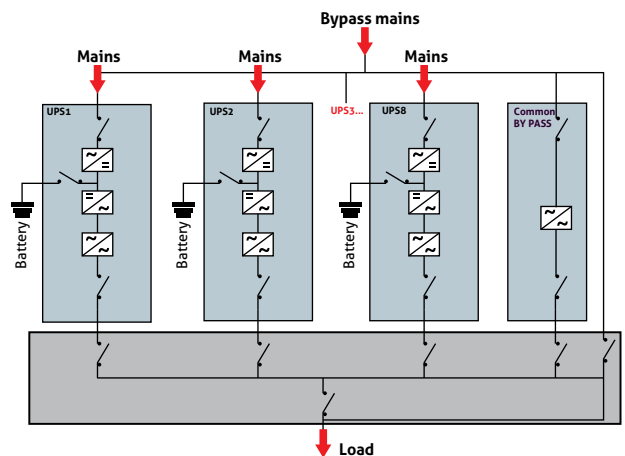 Bypass mains
Mains
Mains
Mains
UPS1
UPS2
UPS3...
UPS8
Common
BY PASS
Battery
Battery
Battery
Load